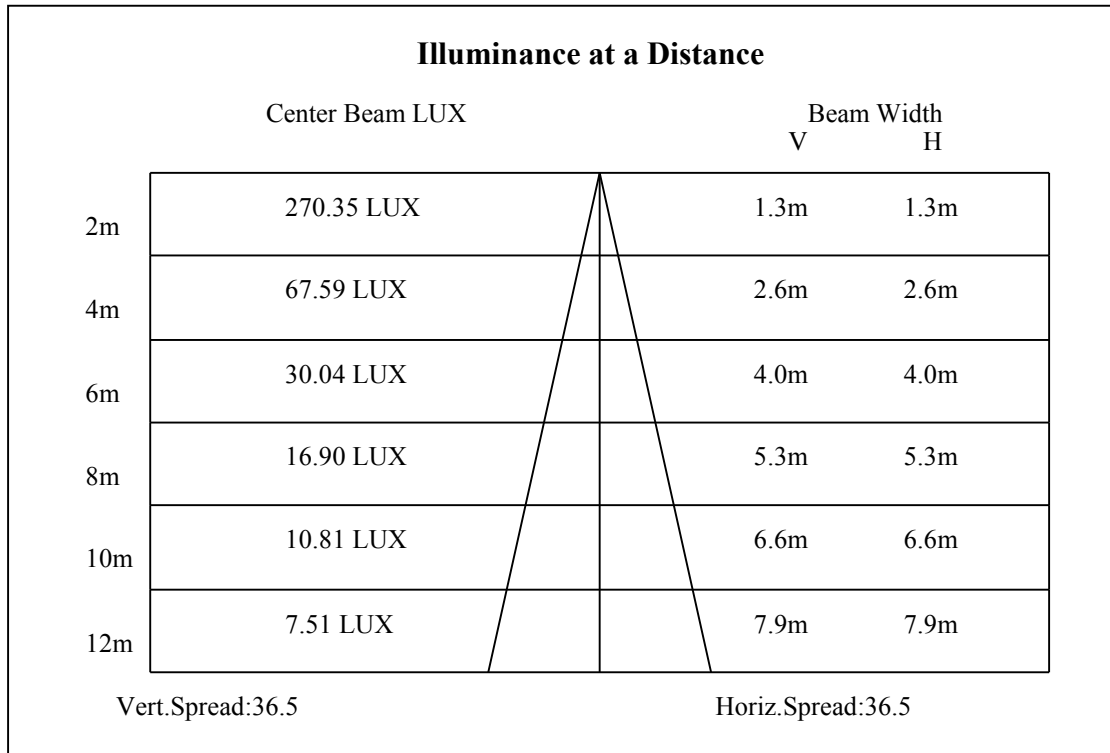 Illuminance at a Distance
Center Beam LUX Beam Width
V H
2m 270.35 LUX 1.3m 1.3m
4m 67.59 LUX 2.6m 2.6m
6m 30.04 LUX 4.0m 4.0m
8m 16.90 LUX 5.3m 5.3m
10m 10.81 LUX 6.6m 6.6m
12m 7.51 LUX 7.9m 7.9m
Vert.Spread:36.5 Horiz.Spread:36.5